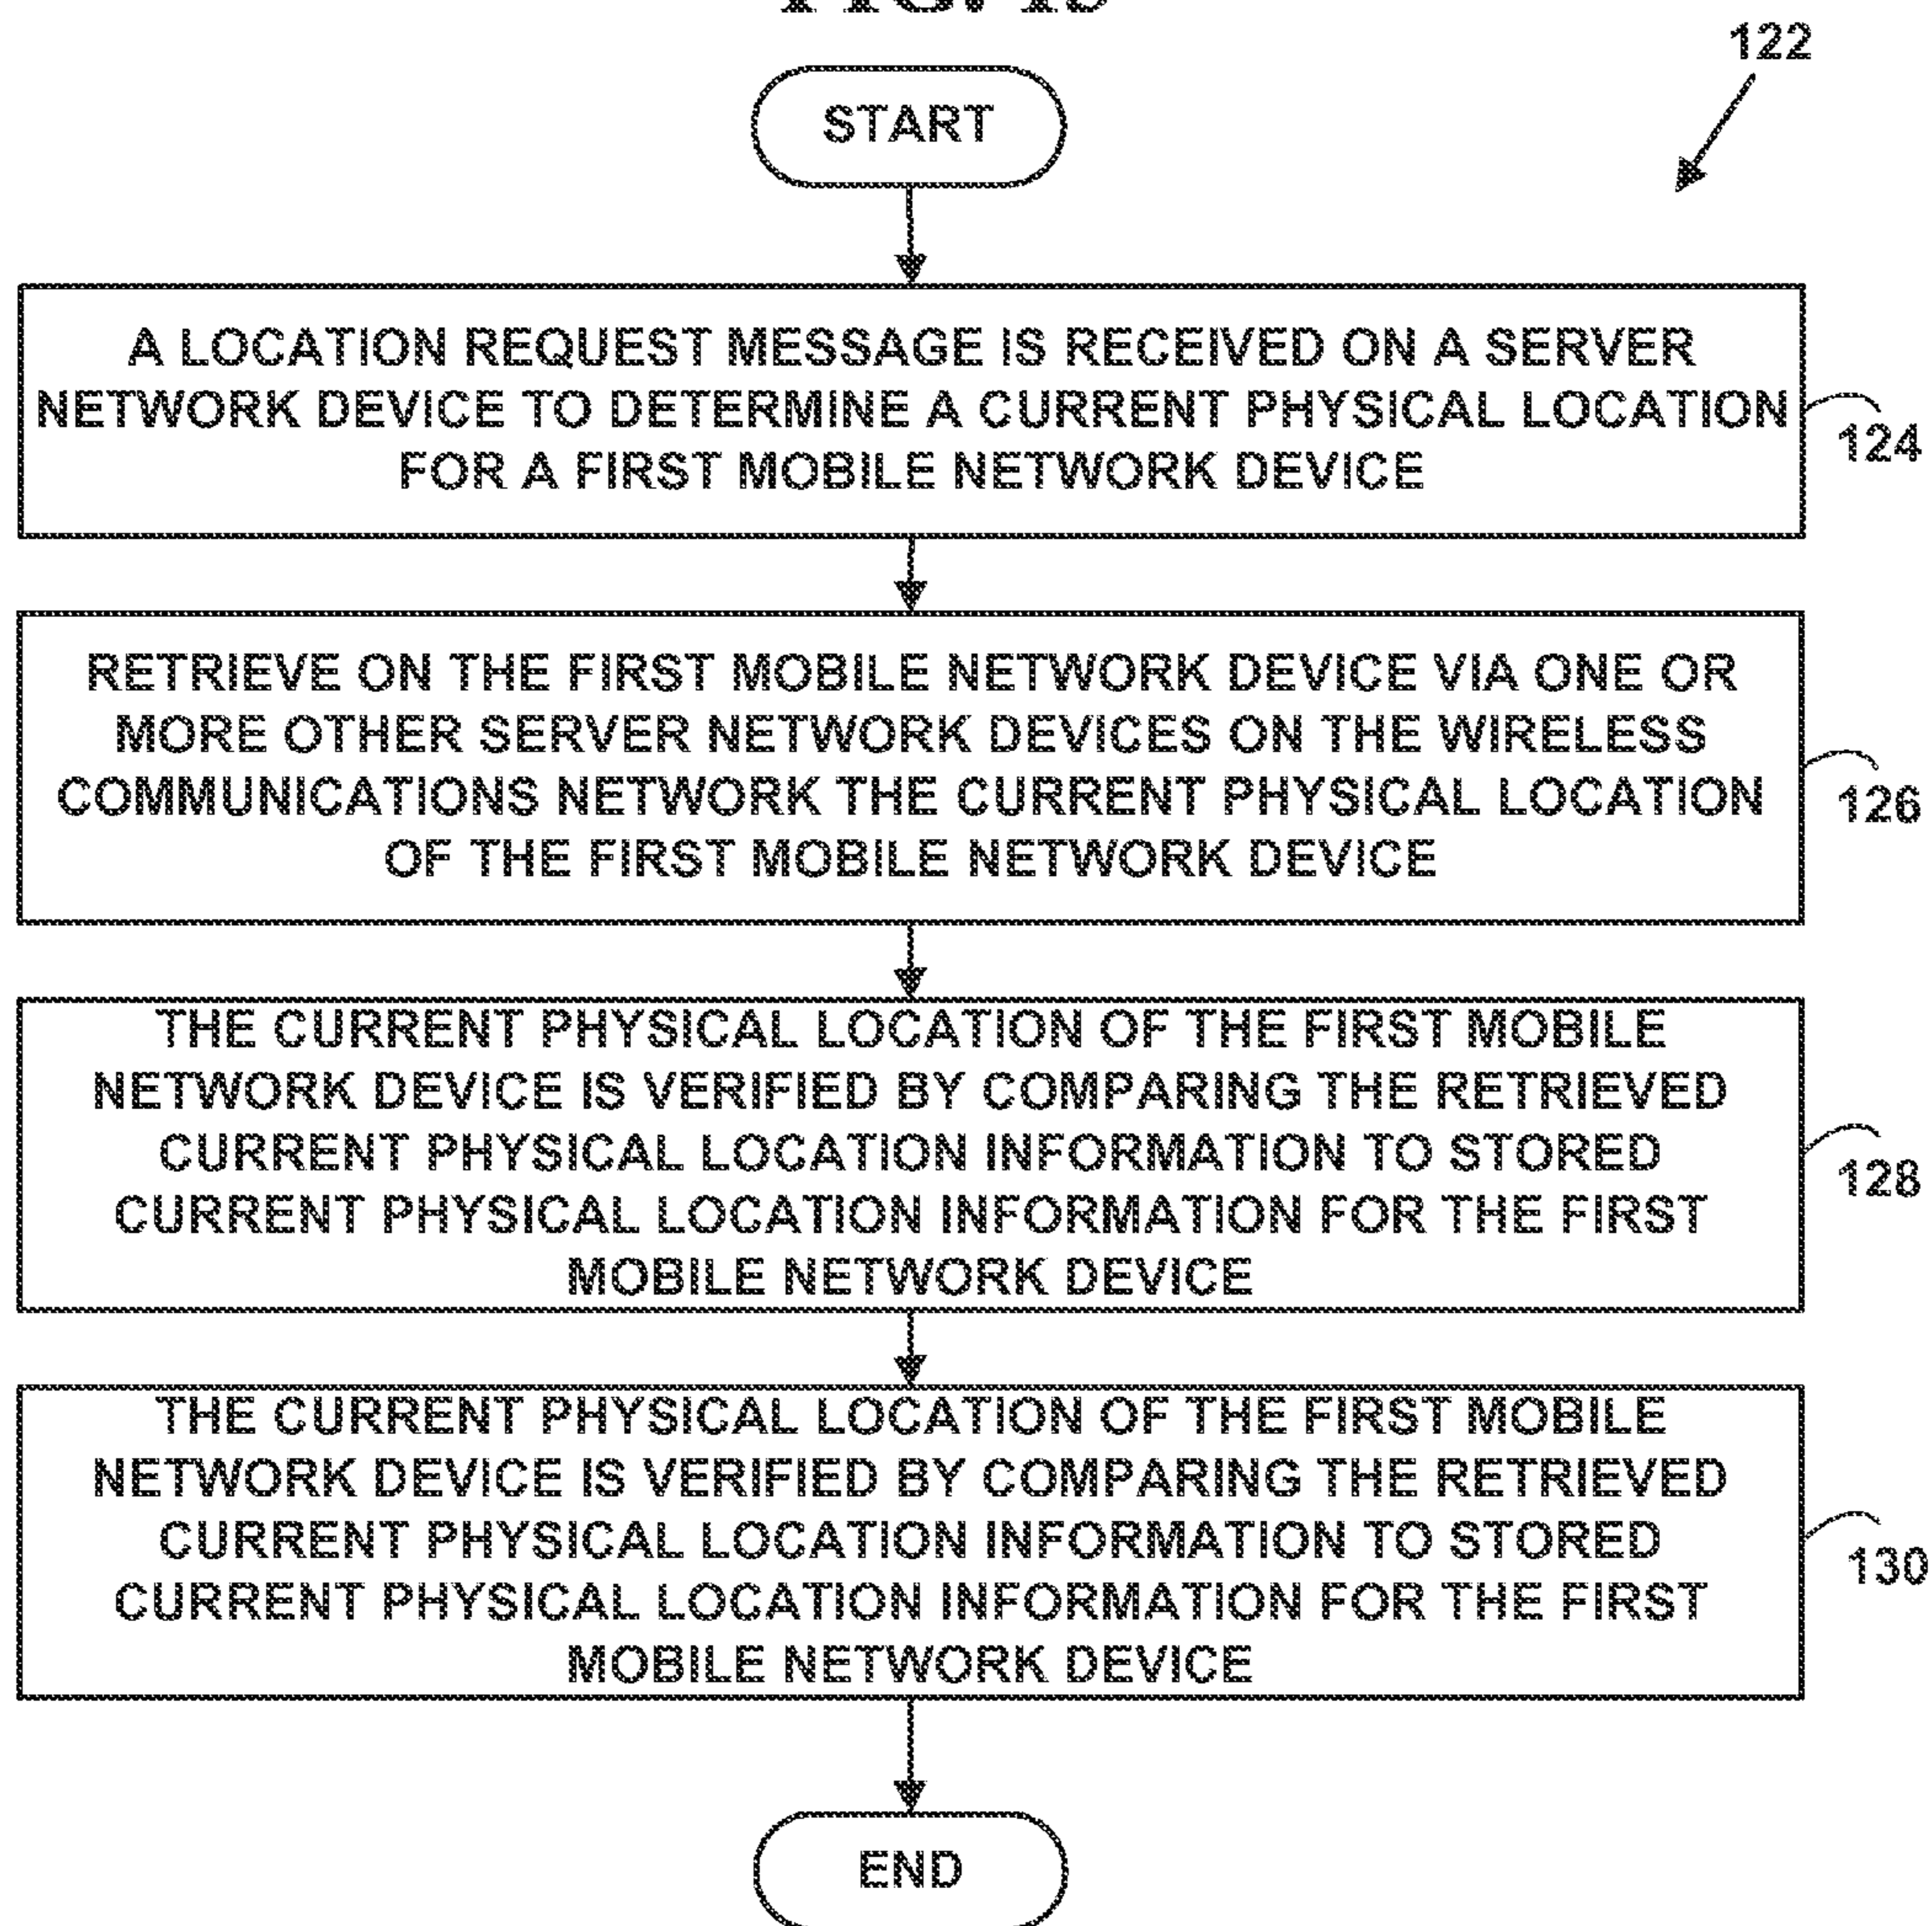 122
START
A LOCATION REQUEST MESSAGE IS RECEIVED ON A SERVER
NETWORK DEVICE TO DETERMINE A CURRENT PHYSICAL LOCATION
FOR A FIRST MOBILE NETWORK DEVICE
124
RETRIEVE ON THE FIRST MOBILE NETWORK DEVICE VIA ONE OR
MORE OTHER SERVER NETWORK DEVICES ON THE WIRELESS
COMMUNICATIONS NETWORK THE CURRENT PHYSICAL LOCATION
OF THE FIRST MOBILE NETWORK DEVICE
126
THE CURRENT PHYSICAL LOCATION OF THE FIRST MOBILE
NETWORK DEVICE IS VERIFIED BY COMPARING THE RETRIEVED
CURRENT PHYSICAL LOCATION INFORMATION TO STORED
CURRENT PHYSICAL LOCATION INFORMATION FOR THE FIRST
MOBILE NETWORK DEVICE
128
THE CURRENT PHYSICAL LOCATION OF THE FIRST MOBILE
NETWORK DEVICE IS VERIFIED BY COMPARING THE RETRIEVED
CURRENT PHYSICAL LOCATION INFORMATION TO STORED
CURRENT PHYSICAL LOCATION INFORMATION FOR THE FIRST
MOBILE NETWORK DEVICE
130
END